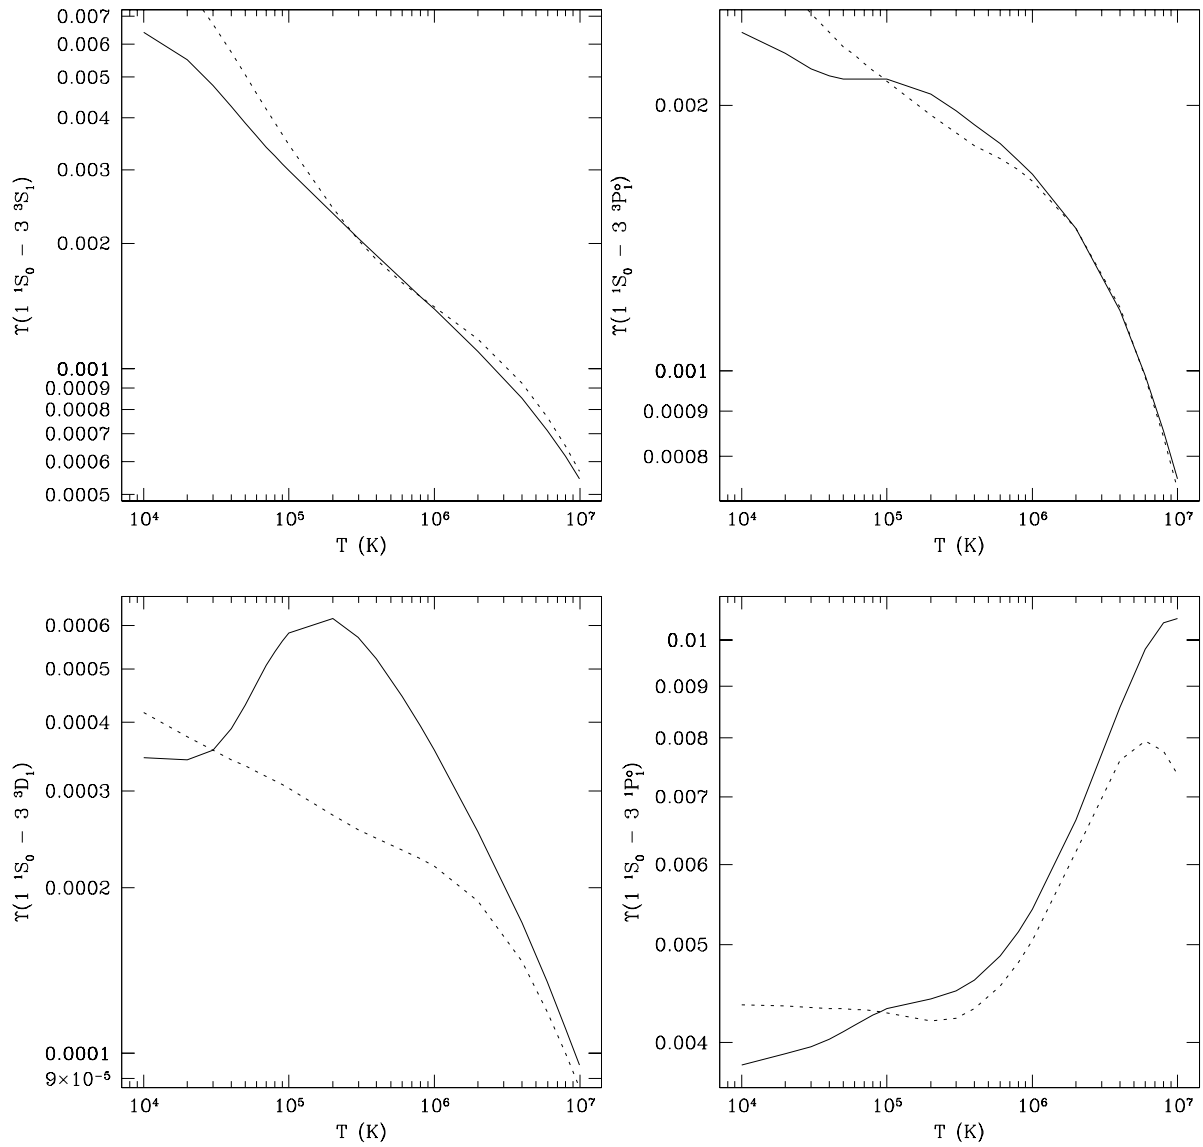 0.007
0.006
0.005
0.004
0.003
0.002
0.001
0.0009
0.0008
0.0007
0.0006
0.0005
ϒ(1 ¹S₀ − 3 ³S₁)
10⁴ 10⁵ 10⁶ 10⁷
T (K)
0.002
0.001
0.0009
0.0008
ϒ(1 ¹S₀ − 3 ³P°₁)
10⁴ 10⁵ 10⁶ 10⁷
T (K)
0.0006
0.0005
0.0004
0.0003
0.0002
0.0001
9×10⁻⁵
ϒ(1 ¹S₀ − 3 ³D₁)
10⁴ 10⁵ 10⁶ 10⁷
T (K)
0.01
0.009
0.008
0.007
0.006
0.005
0.004
ϒ(1 ¹S₀ − 3 ¹P°₁)
10⁴ 10⁵ 10⁶ 10⁷
T (K)